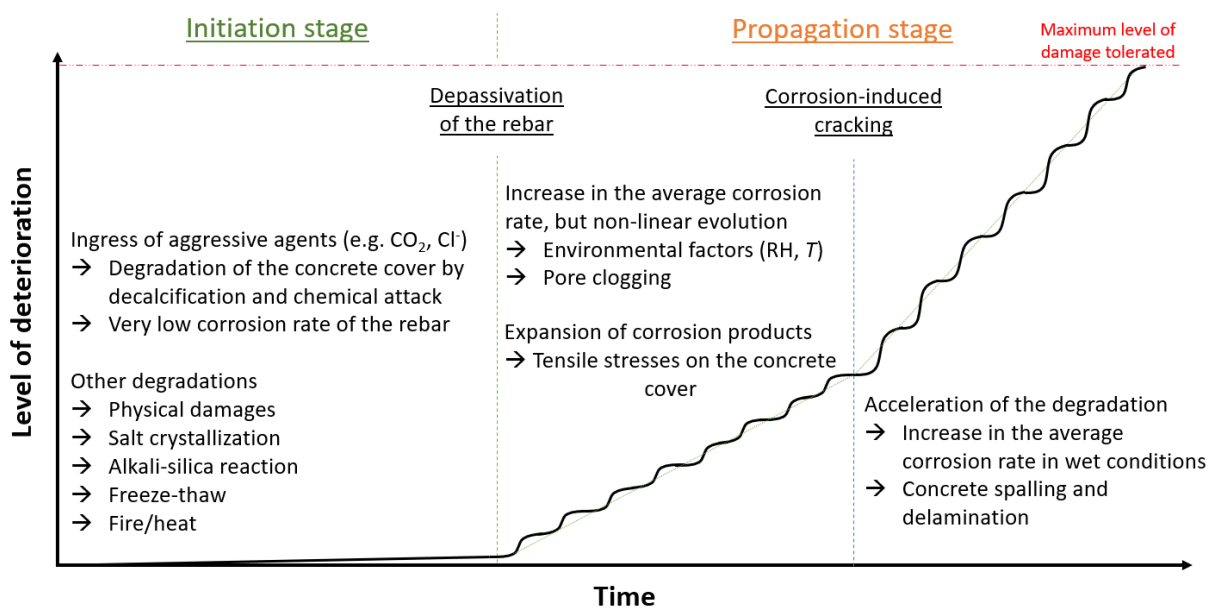 Initiation stage
Propagation stage
Maximum level of
damage tolerated
Depassivation
of the rebar
Corrosion-induced
cracking
Level of deterioration
Ingress of aggressive agents (e.g. CO₂, Cl⁻)
→ Degradation of the concrete cover by
decalcification and chemical attack
→ Very low corrosion rate of the rebar
Other degradations
→ Physical damages
→ Salt crystallization
→ Alkali-silica reaction
→ Freeze-thaw
→ Fire/heat
Increase in the average corrosion
rate, but non-linear evolution
→ Environmental factors (RH, T)
→ Pore clogging
Expansion of corrosion products
→ Tensile stresses on the concrete
cover
Acceleration of the degradation
→ Increase in the average
corrosion rate in wet conditions
→ Concrete spalling and
delamination
Time